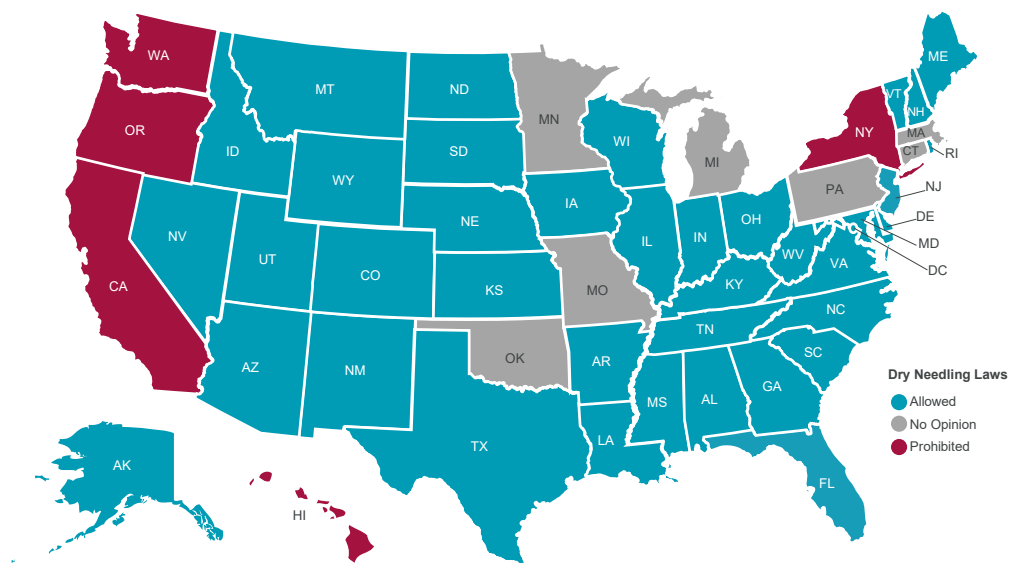 WA
ME
MT
ND
VT
NH
MN
OR
NY
MA
WI
CT
RI
ID
SD
MI
WY
PA
NJ
IA
NE
OH
DE
NV
IL
IN
MD
UT
WV
CO
VA
DC
CA
KS
MO
KY
NC
TN
OK
AR
SC
AZ
NM
GA
Dry Needling Laws
MS
AL
Allowed
No Opinion
LA
TX
Prohibited
AK
FL
HI